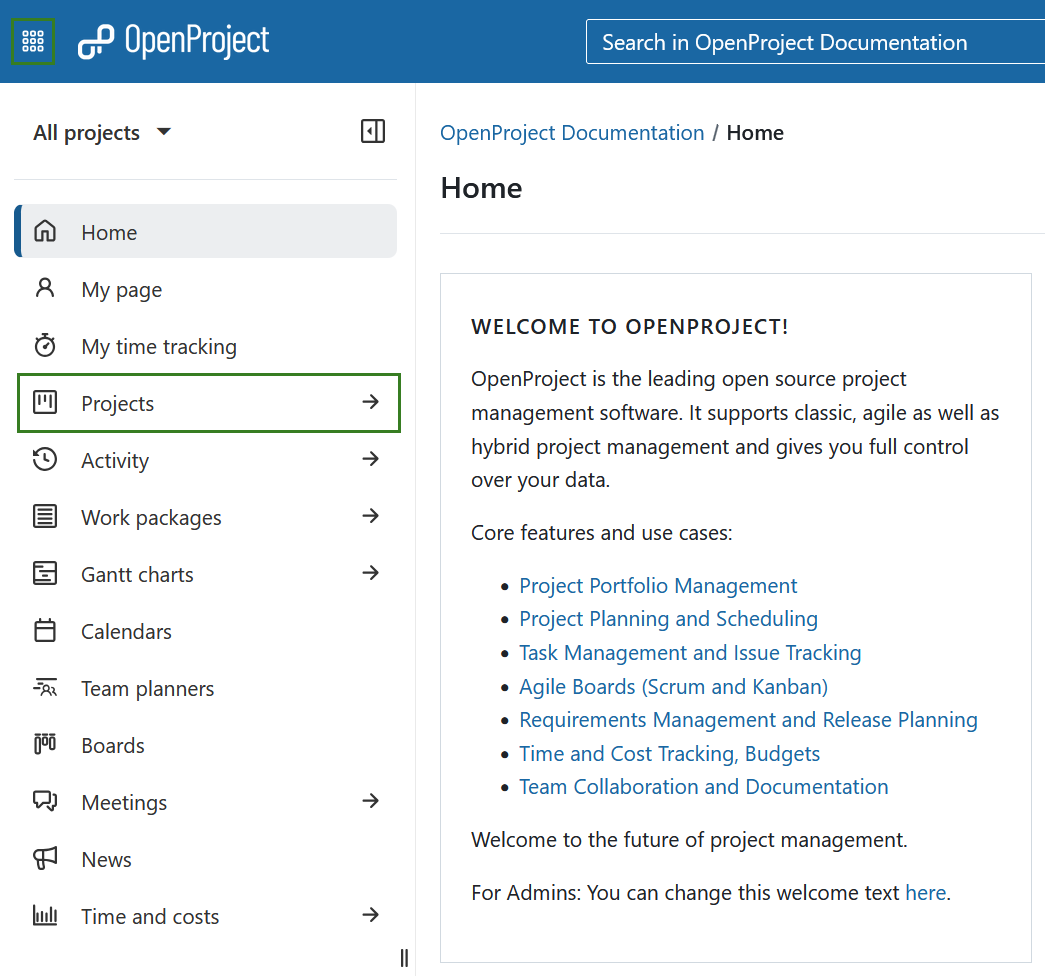 OpenProject
Search in OpenProject Documentation
All projects
Home
My page
My time tracking
Projects
Activity
Work packages
Gantt charts
Calendars
Team planners
Boards
Meetings
News
Time and costs
OpenProject Documentation / Home
Home
WELCOME TO OPENPROJECT!
OpenProject is the leading open source project
management software. It supports classic, agile as well as
hybrid project management and gives you full control
over your data.
Core features and use cases:
Project Portfolio Management
Project Planning and Scheduling
Task Management and Issue Tracking
Agile Boards (Scrum and Kanban)
Requirements Management and Release Planning
Time and Cost Tracking, Budgets
Team Collaboration and Documentation
Welcome to the future of project management.
For Admins: You can change this welcome text here.